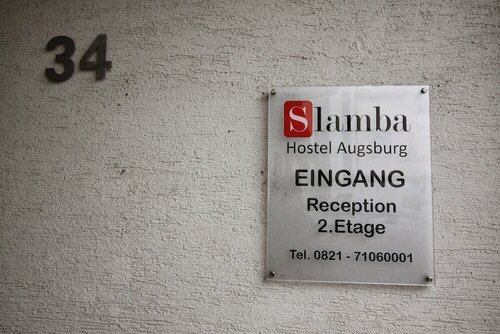 34
Slamba
Hostel Augsburg
EINGANG
Reception
2.Etage
Tel. 0821 - 71060001